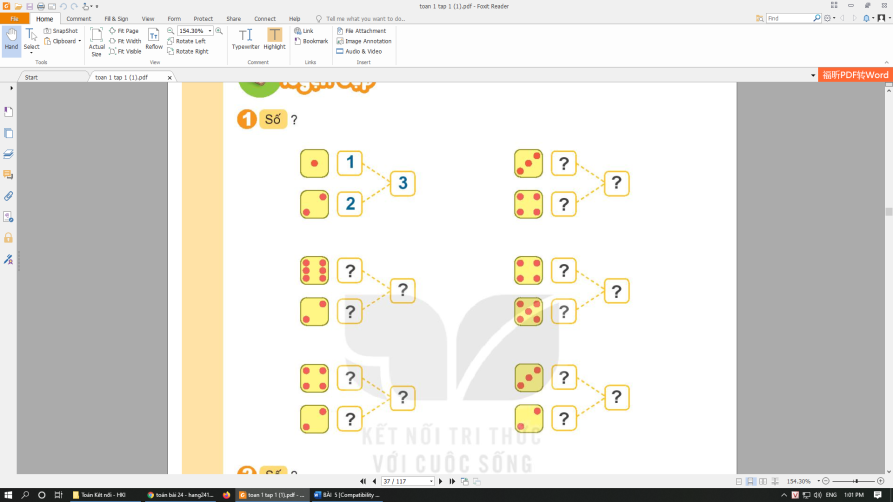 toan 1 tap 1 (1).pdf - Foxit Reader
File Home Comment Fill & Sign View Form Protect Share Connect Help Tell me what you want to do...
Find
Hand
Select
SnapShot
Clipboard
Actual Size
Fit Page
Fit Width
Fit Visible
Reflow
154.30%
Rotate Left
Rotate Right
Typewriter
Highlight
Link
Bookmark
File Attachment
Image Annotation
Audio & Video
Tools View Comment Links Insert
Start
toan 1 tap 1 (1).pdf
福昕PDF转Word
1 Số ?
1 ?
3 ?
2 ?
? ?
? ?
? ?
? ?
? ?
? ?
KẾT NỐI TRI THỨC
VỚI CUỘC SỐNG
2 Số ?
37 / 117
154.30%
Toán Kết nối - HKI
toán bài 24 - hang241...
toan 1 tap 1 (1).pdf - ...
BÀI 5 [Compatibility ...
ENG
1:01 PM